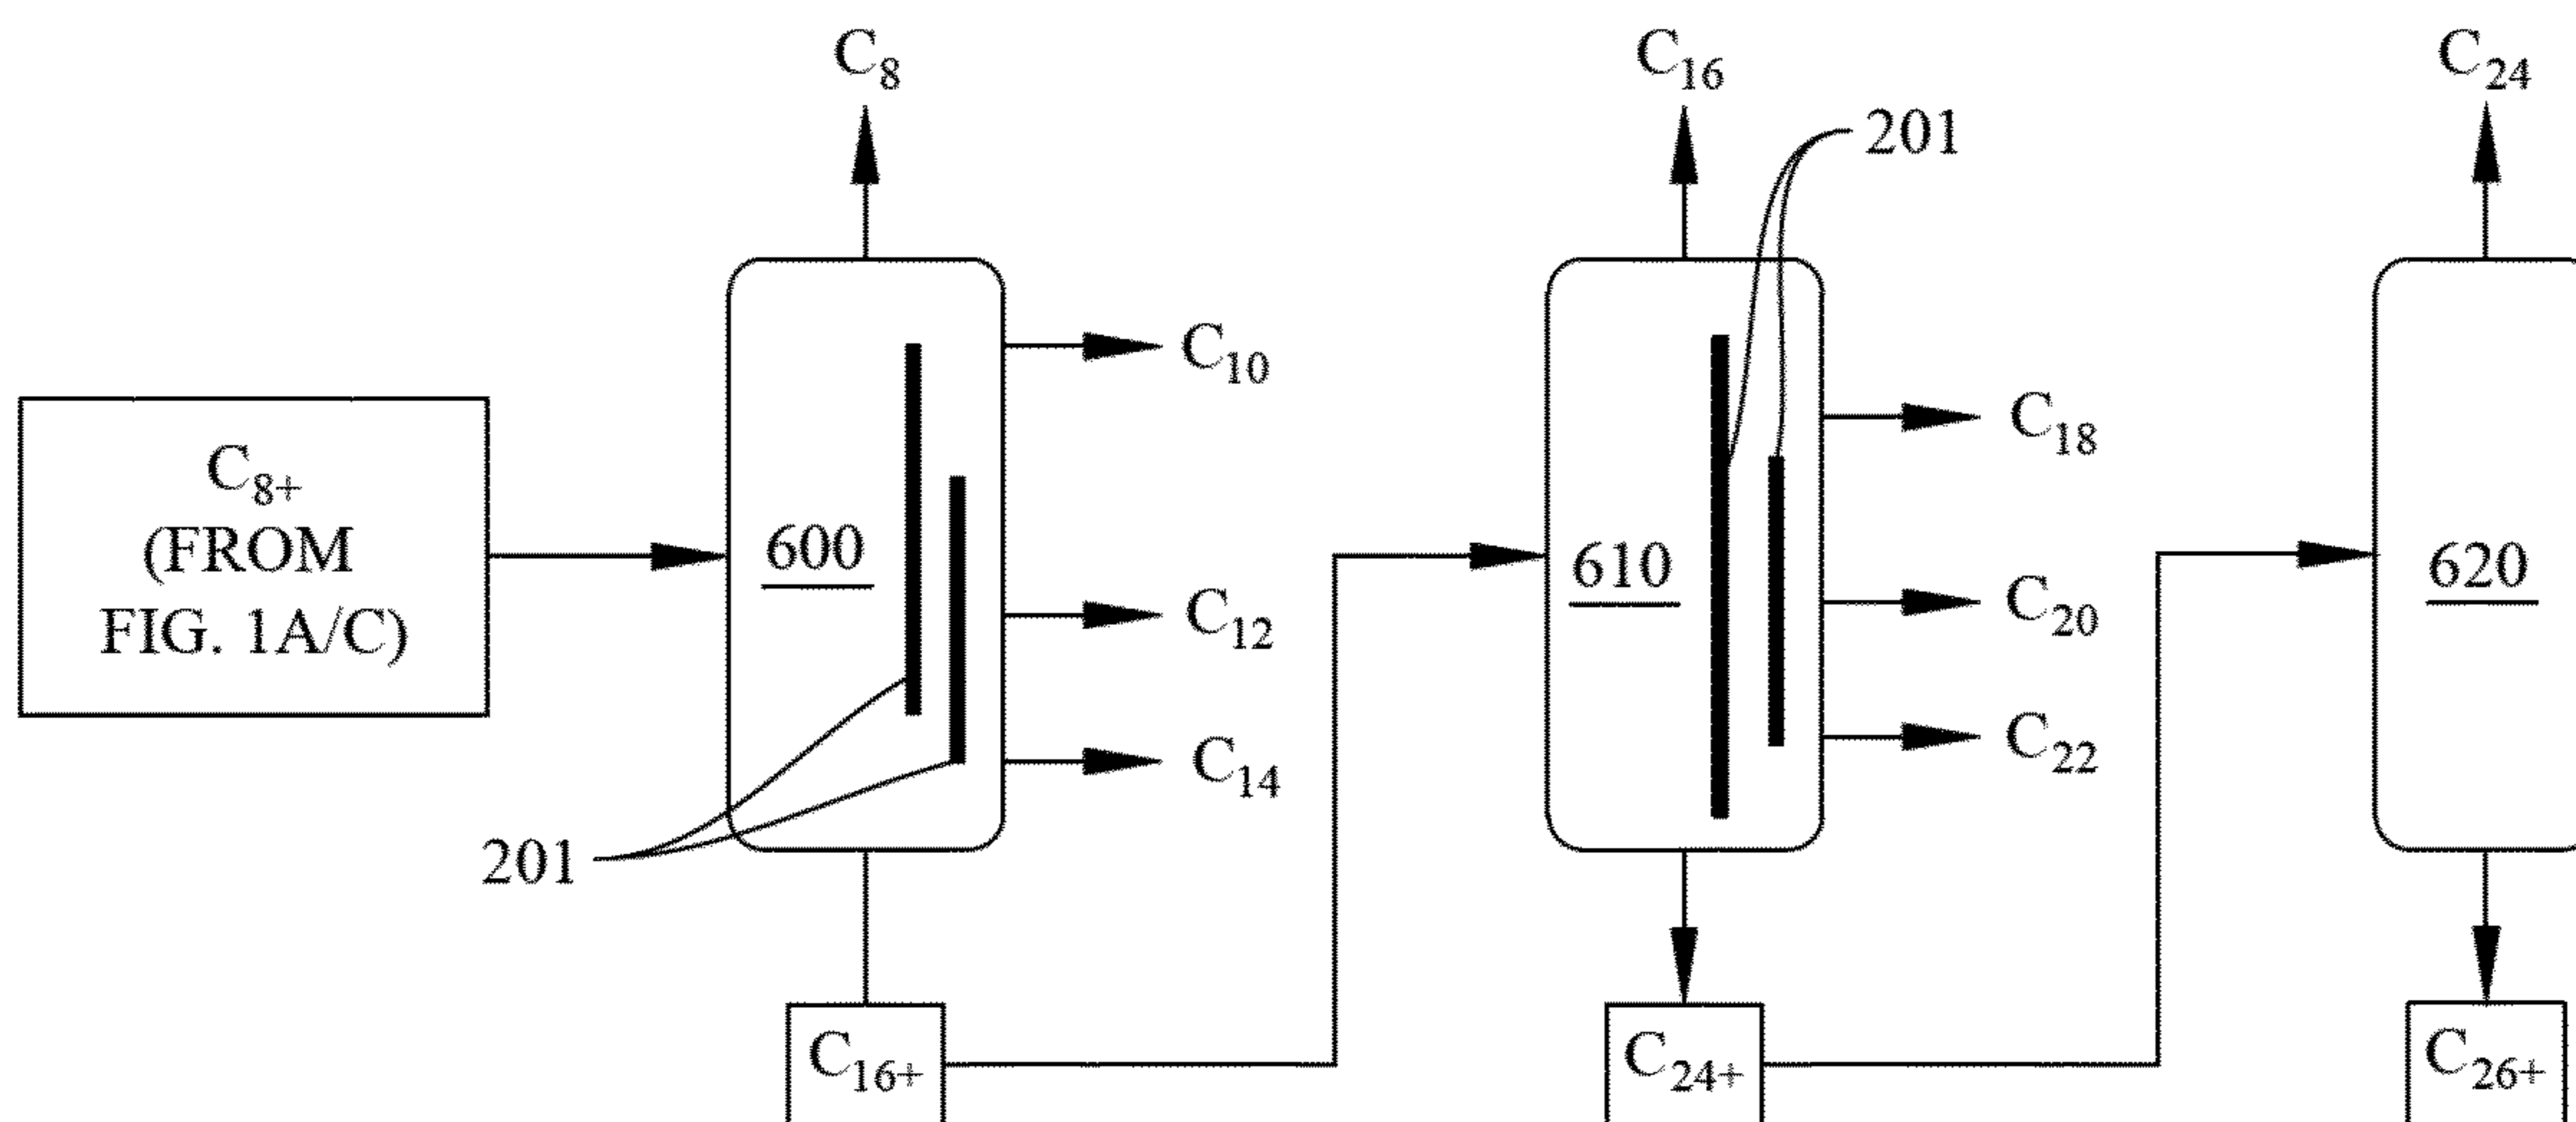 C8
C16
C24
201
C10
C8+
(FROM
FIG. 1A/C)
600
C12
C14
201
610
C18
C20
C22
620
C16+
C24+
C26+